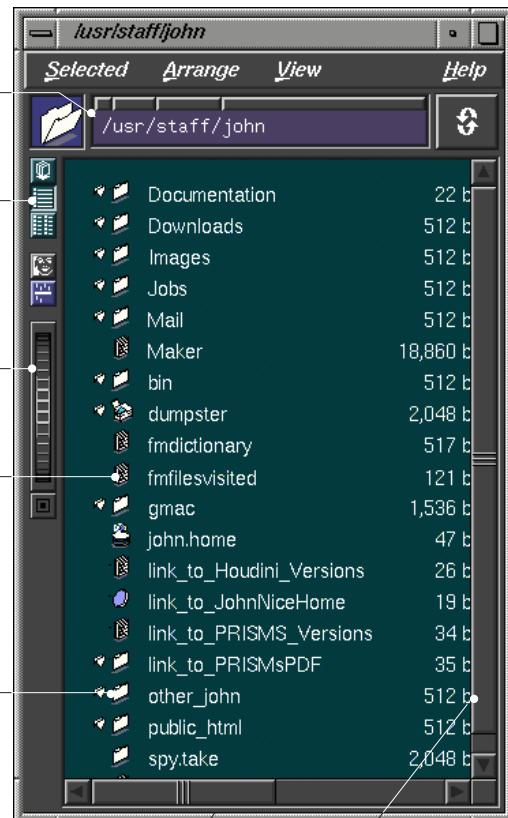 /usr/staff/john
Selected Arrange View Help
/usr/staff/john
Documentation 22 b
Downloads 512 b
Images 512 b
Jobs 512 b
Mail 512 b
Maker 18,860 b
bin 512 b
dumpster 2,048 b
fmdictionary 517 b
fmfilesvisited 121 b
gmac 1,536 b
john.home 47 b
link_to_Houdini_Versions 26 b
link_to_JohnNiceHome 19 b
link_to_PRISMS_Versions 34 b
link_to_PRISMsPDF 35 b
other_john 512 b
public_html 512 b
spy.take 2,048 b